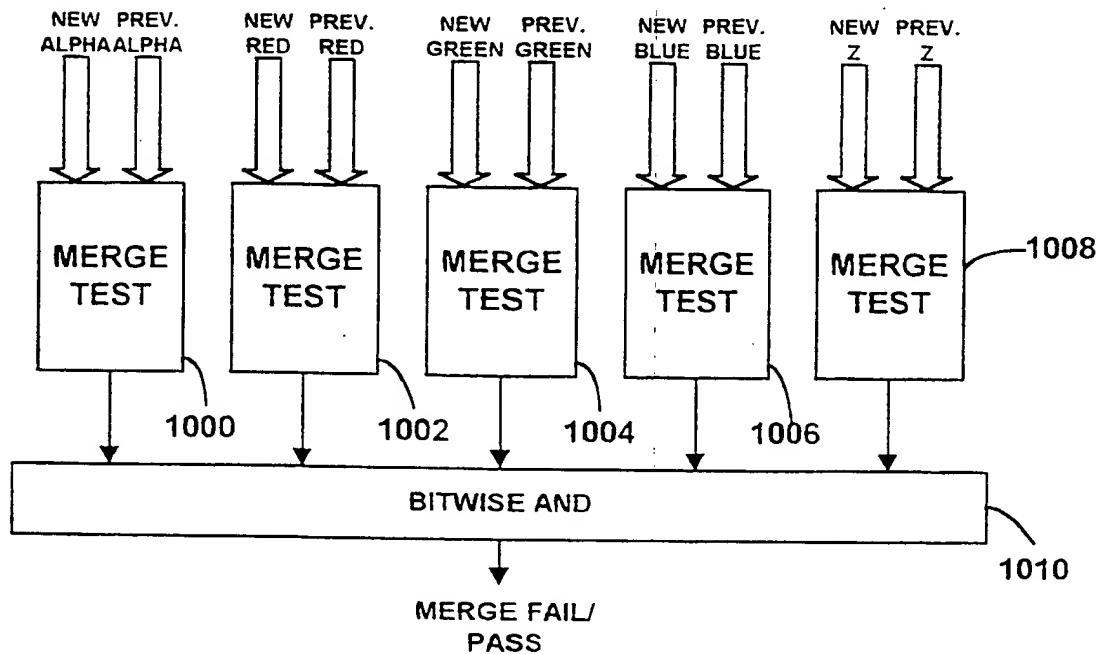 NEW PREV.
ALPHA ALPHA
NEW PREV.
RED RED
NEW PREV.
GREEN GREEN
NEW PREV.
BLUE BLUE
NEW PREV.
Z Z
MERGE
TEST
MERGE
TEST
MERGE
TEST
MERGE
TEST
MERGE
TEST
1008
1000
1002
1004
1006
BITWISE AND
1010
MERGE FAIL/
PASS